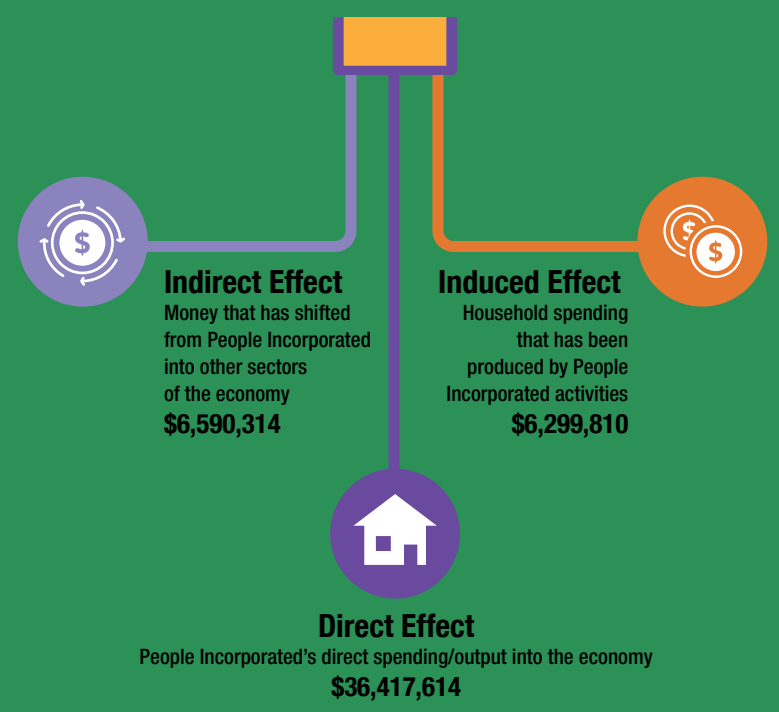 Indirect Effect
Money that has shifted
from People Incorporated
into other sectors
of the economy
$6,590,314
Induced Effect
Household spending
that has been
produced by People
Incorporated activities
$6,299,810
$
$
$
Direct Effect
People Incorporated's direct spending/output into the economy
$36,417,614